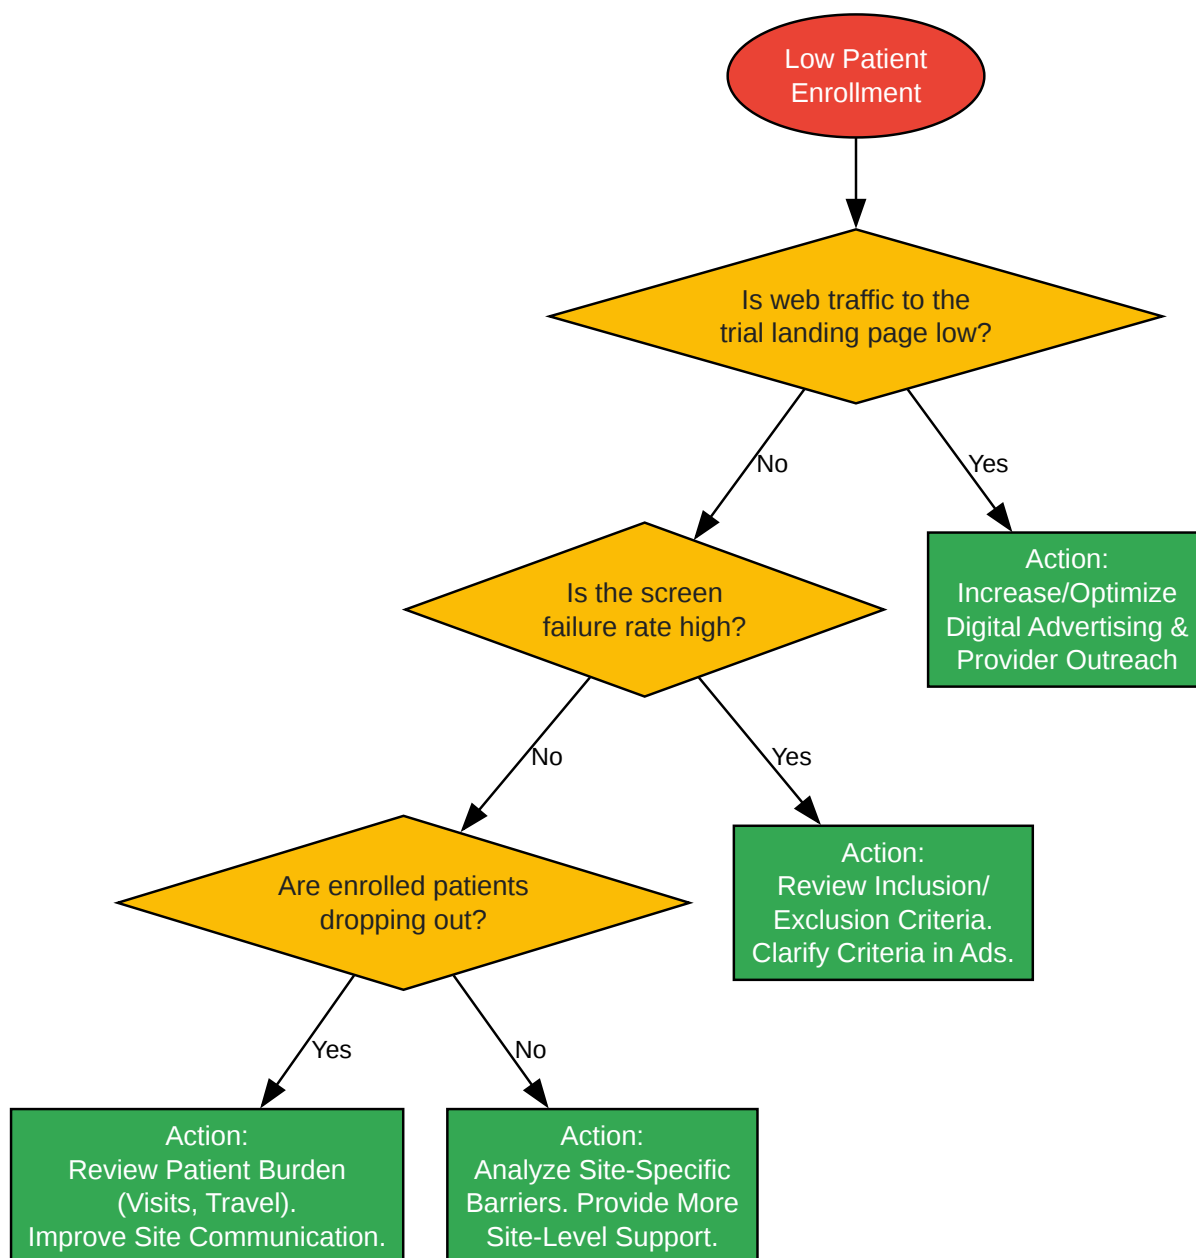 Low Patient
Enrollment
Is web traffic to the
trial landing page low?
No
Yes
Is the screen
failure rate high?
Action:
Increase/Optimize
Digital Advertising &
Provider Outreach
No
Yes
Are enrolled patients
dropping out?
Action:
Review Inclusion/
Exclusion Criteria.
Clarify Criteria in Ads.
Yes
No
Action:
Review Patient Burden
(Visits, Travel).
Improve Site Communication.
Action:
Analyze Site-Specific
Barriers. Provide More
Site-Level Support.